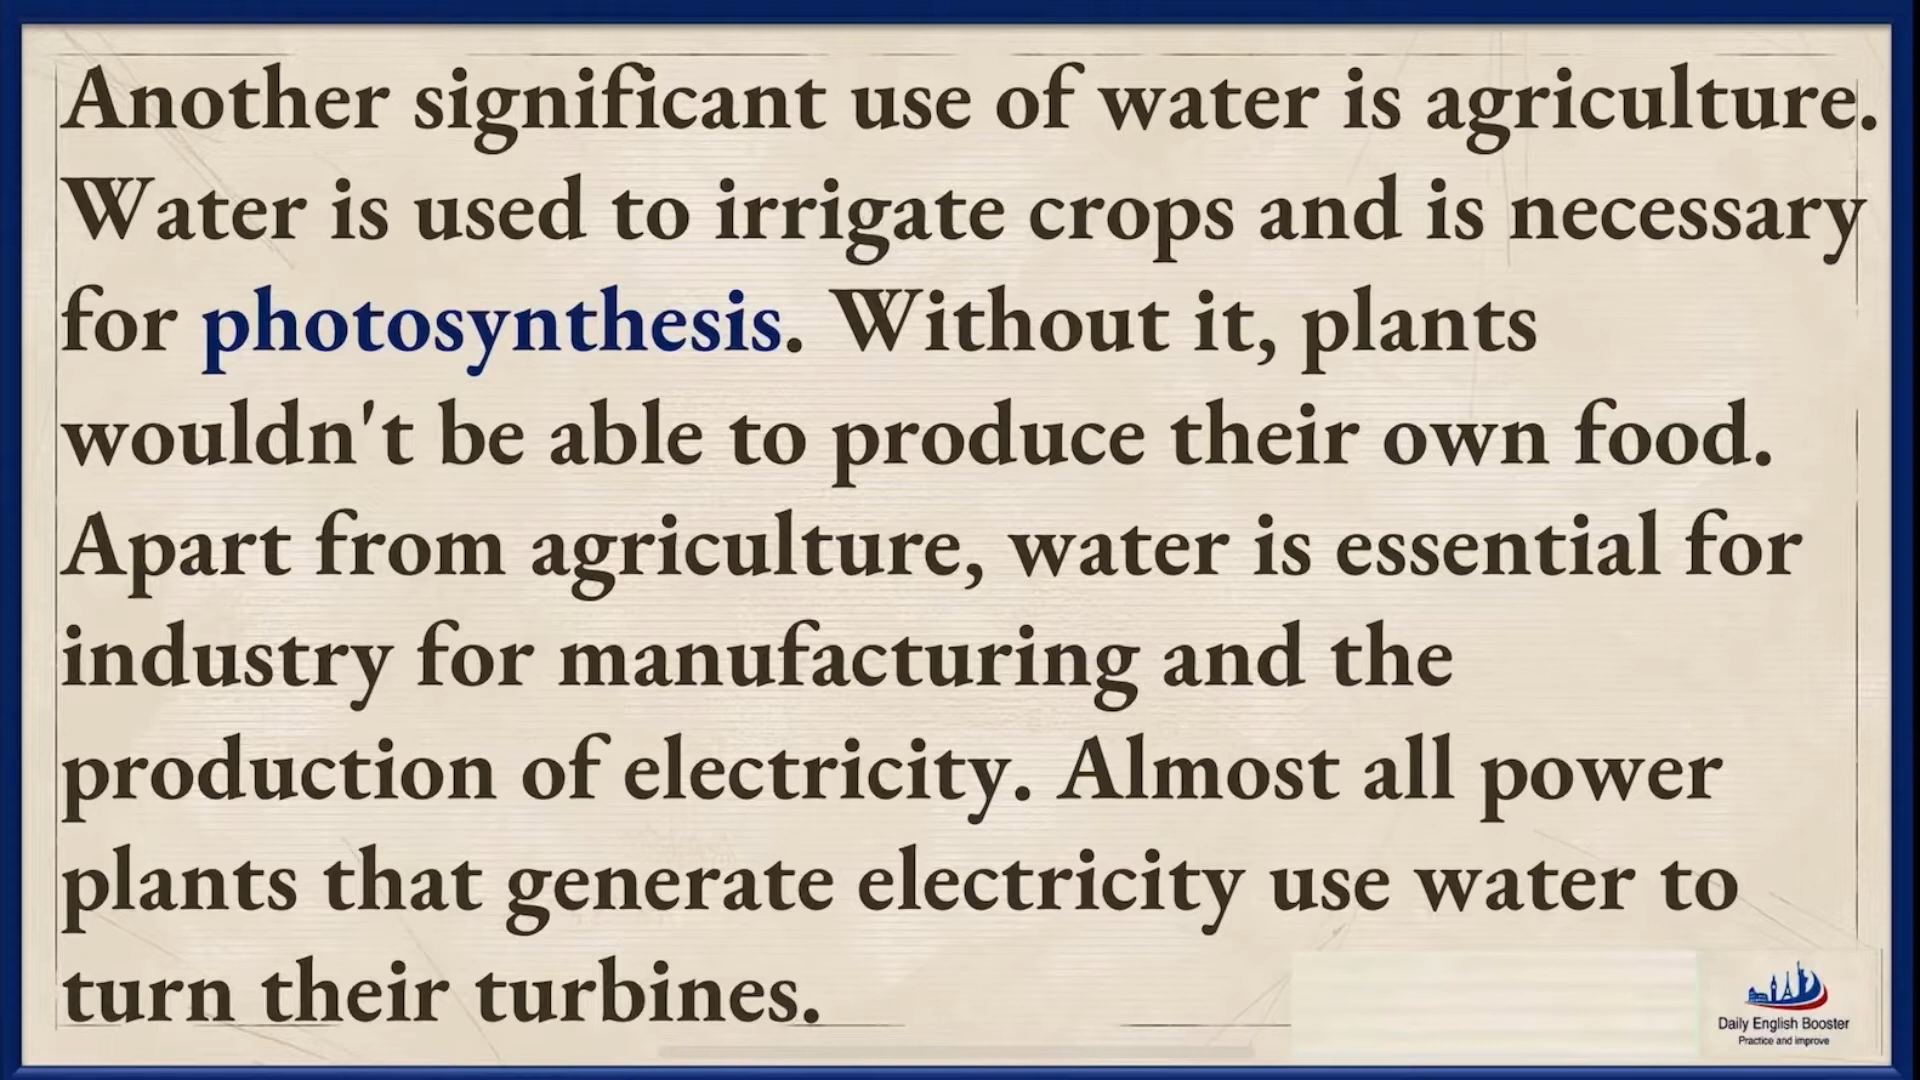 Another significant use of water is agriculture.
Water is used to irrigate crops and is necessary
for photosynthesis. Without it, plants
wouldn't be able to produce their own food.
Apart from agriculture, water is essential for
industry for manufacturing and the
production of electricity. Almost all power
plants that generate electricity use water to
turn their turbines.
Daily English Booster
Practice and improve